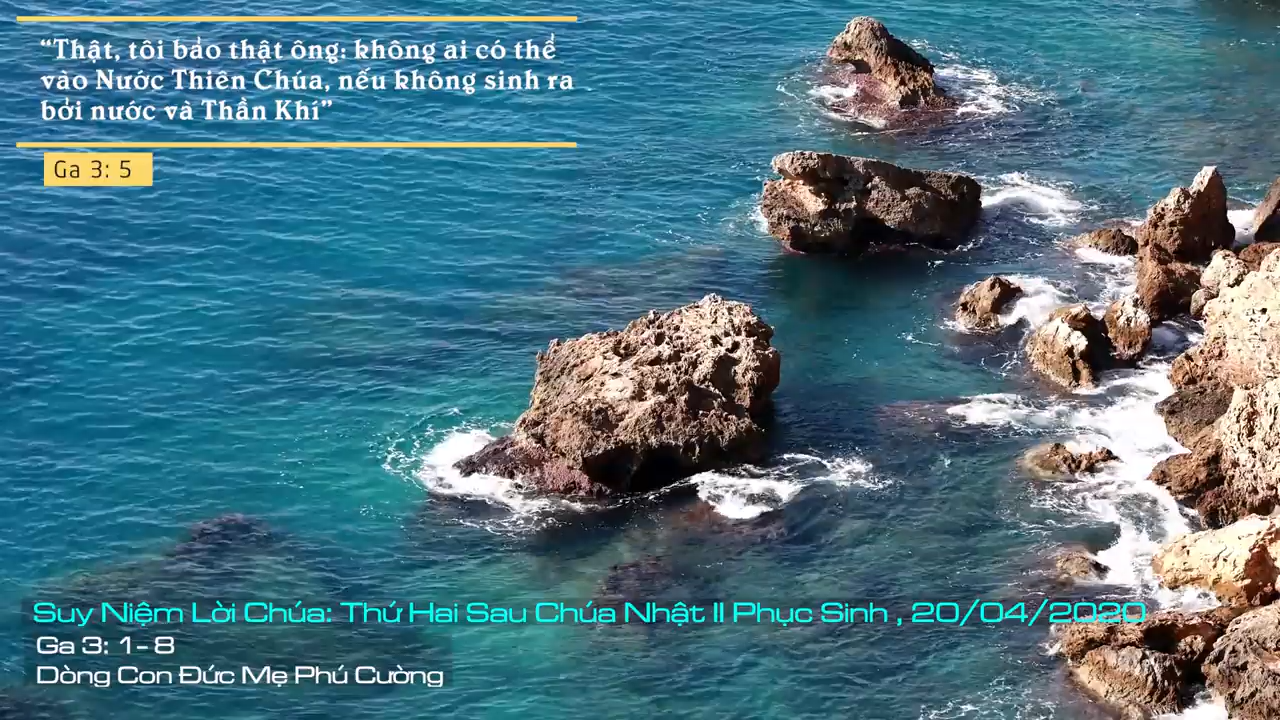 “Thật, tôi bảo thật ông: không ai có thể
vào Nước Thiên Chúa, nếu không sinh ra
bởi nước và Thần Khí”
Ga 3: 5
Suy Niệm Lời Chúa: Thứ Hai Sau Chúa Nhật II Phục Sinh , 20/04/2020
Ga 3: 1- 8
Dòng Con Đức Mẹ Phú Cường